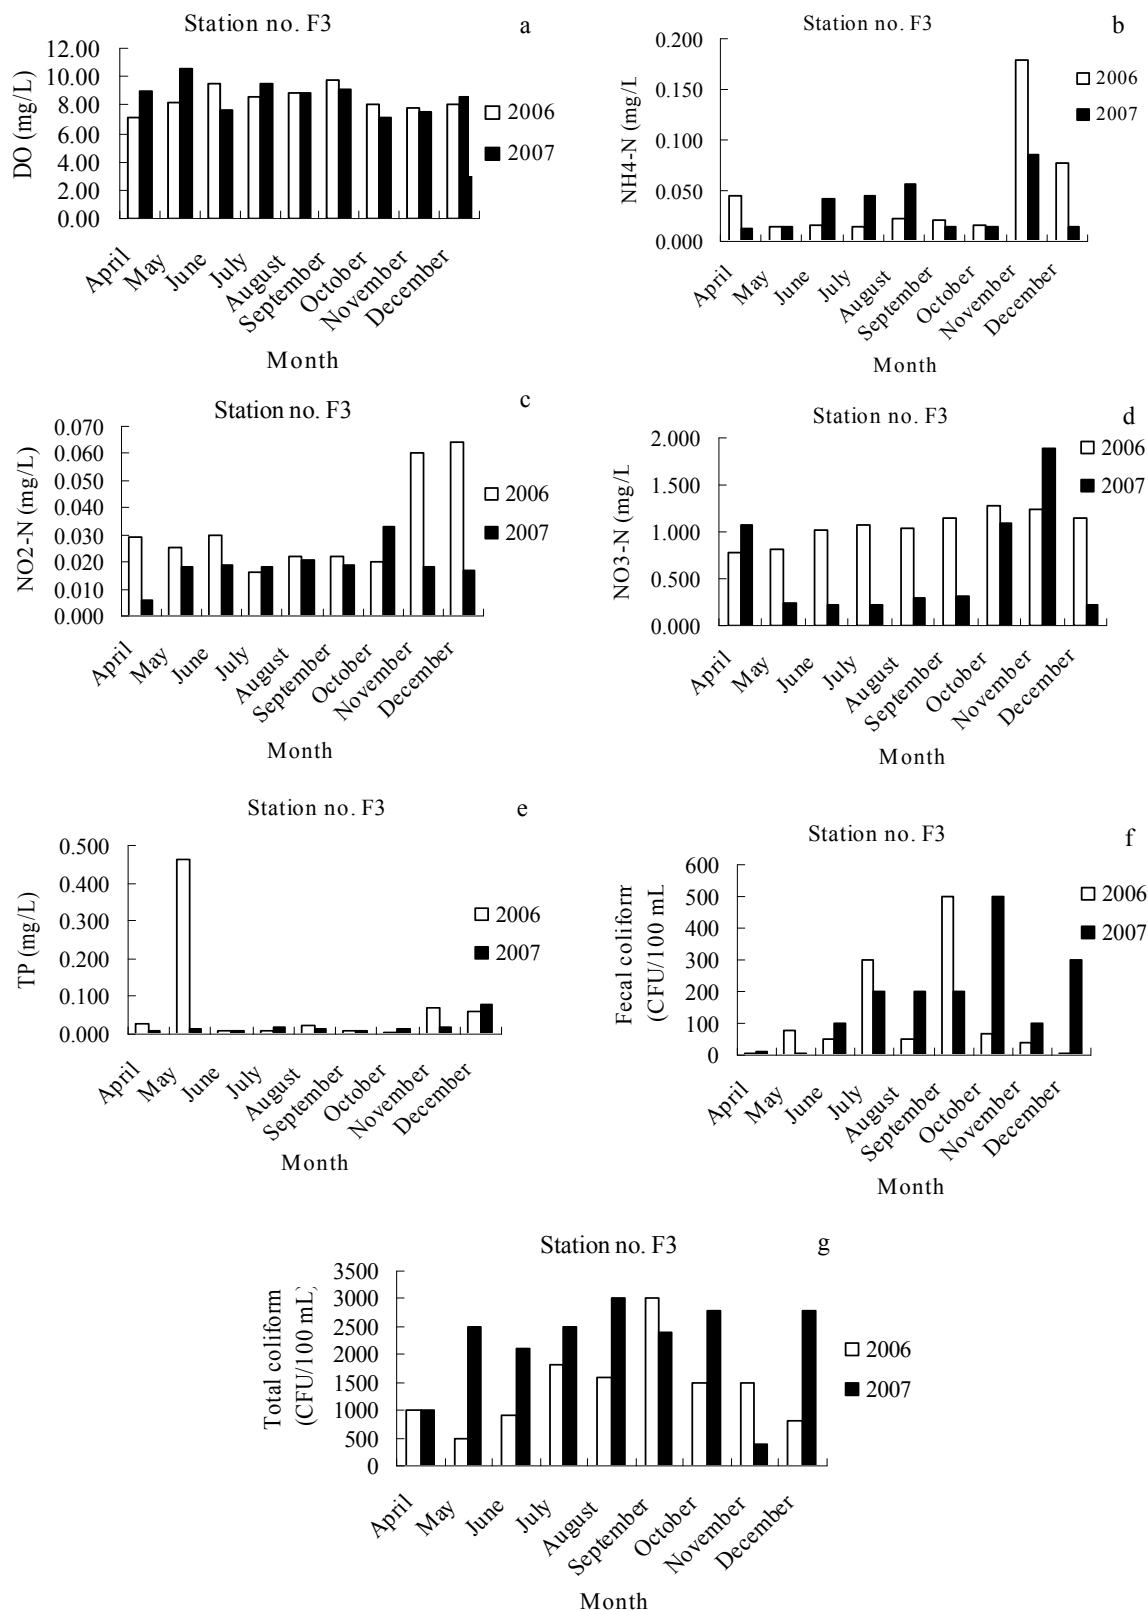 Station no. F3
a
DO (mg/L)
12.00
10.00
8.00
6.00
4.00
2.00
0.00
2006
2007
April
May
June
July
August
September
October
November
December
Month
Station no. F3
b
NH4-N (mg/L
0.200
0.150
0.100
0.050
0.000
2006
2007
April
May
June
July
August
September
October
November
December
Month
Station no. F3
c
NO2-N (mg/L)
0.070
0.060
0.050
0.040
0.030
0.020
0.010
0.000
2006
2007
April
May
June
July
August
September
October
November
December
Month
Station no. F3
d
NO3-N (mg/L
2.000
1.500
1.000
0.500
0.000
2006
2007
April
May
June
July
August
September
October
November
December
Month
Station no. F3
e
TP (mg/L)
0.500
0.400
0.300
0.200
0.100
0.000
2006
2007
April
May
June
July
August
September
October
November
December
Month
Station no. F3
f
Fecal coliform
(CFU/100 mL
600
500
400
300
200
100
0
2006
2007
April
May
June
July
August
September
October
November
December
Month
Station no. F3
g
Total coliform
(CFU/100 mL)
3500
3000
2500
2000
1500
1000
500
0
2006
2007
April
May
June
July
August
September
October
November
December
Month